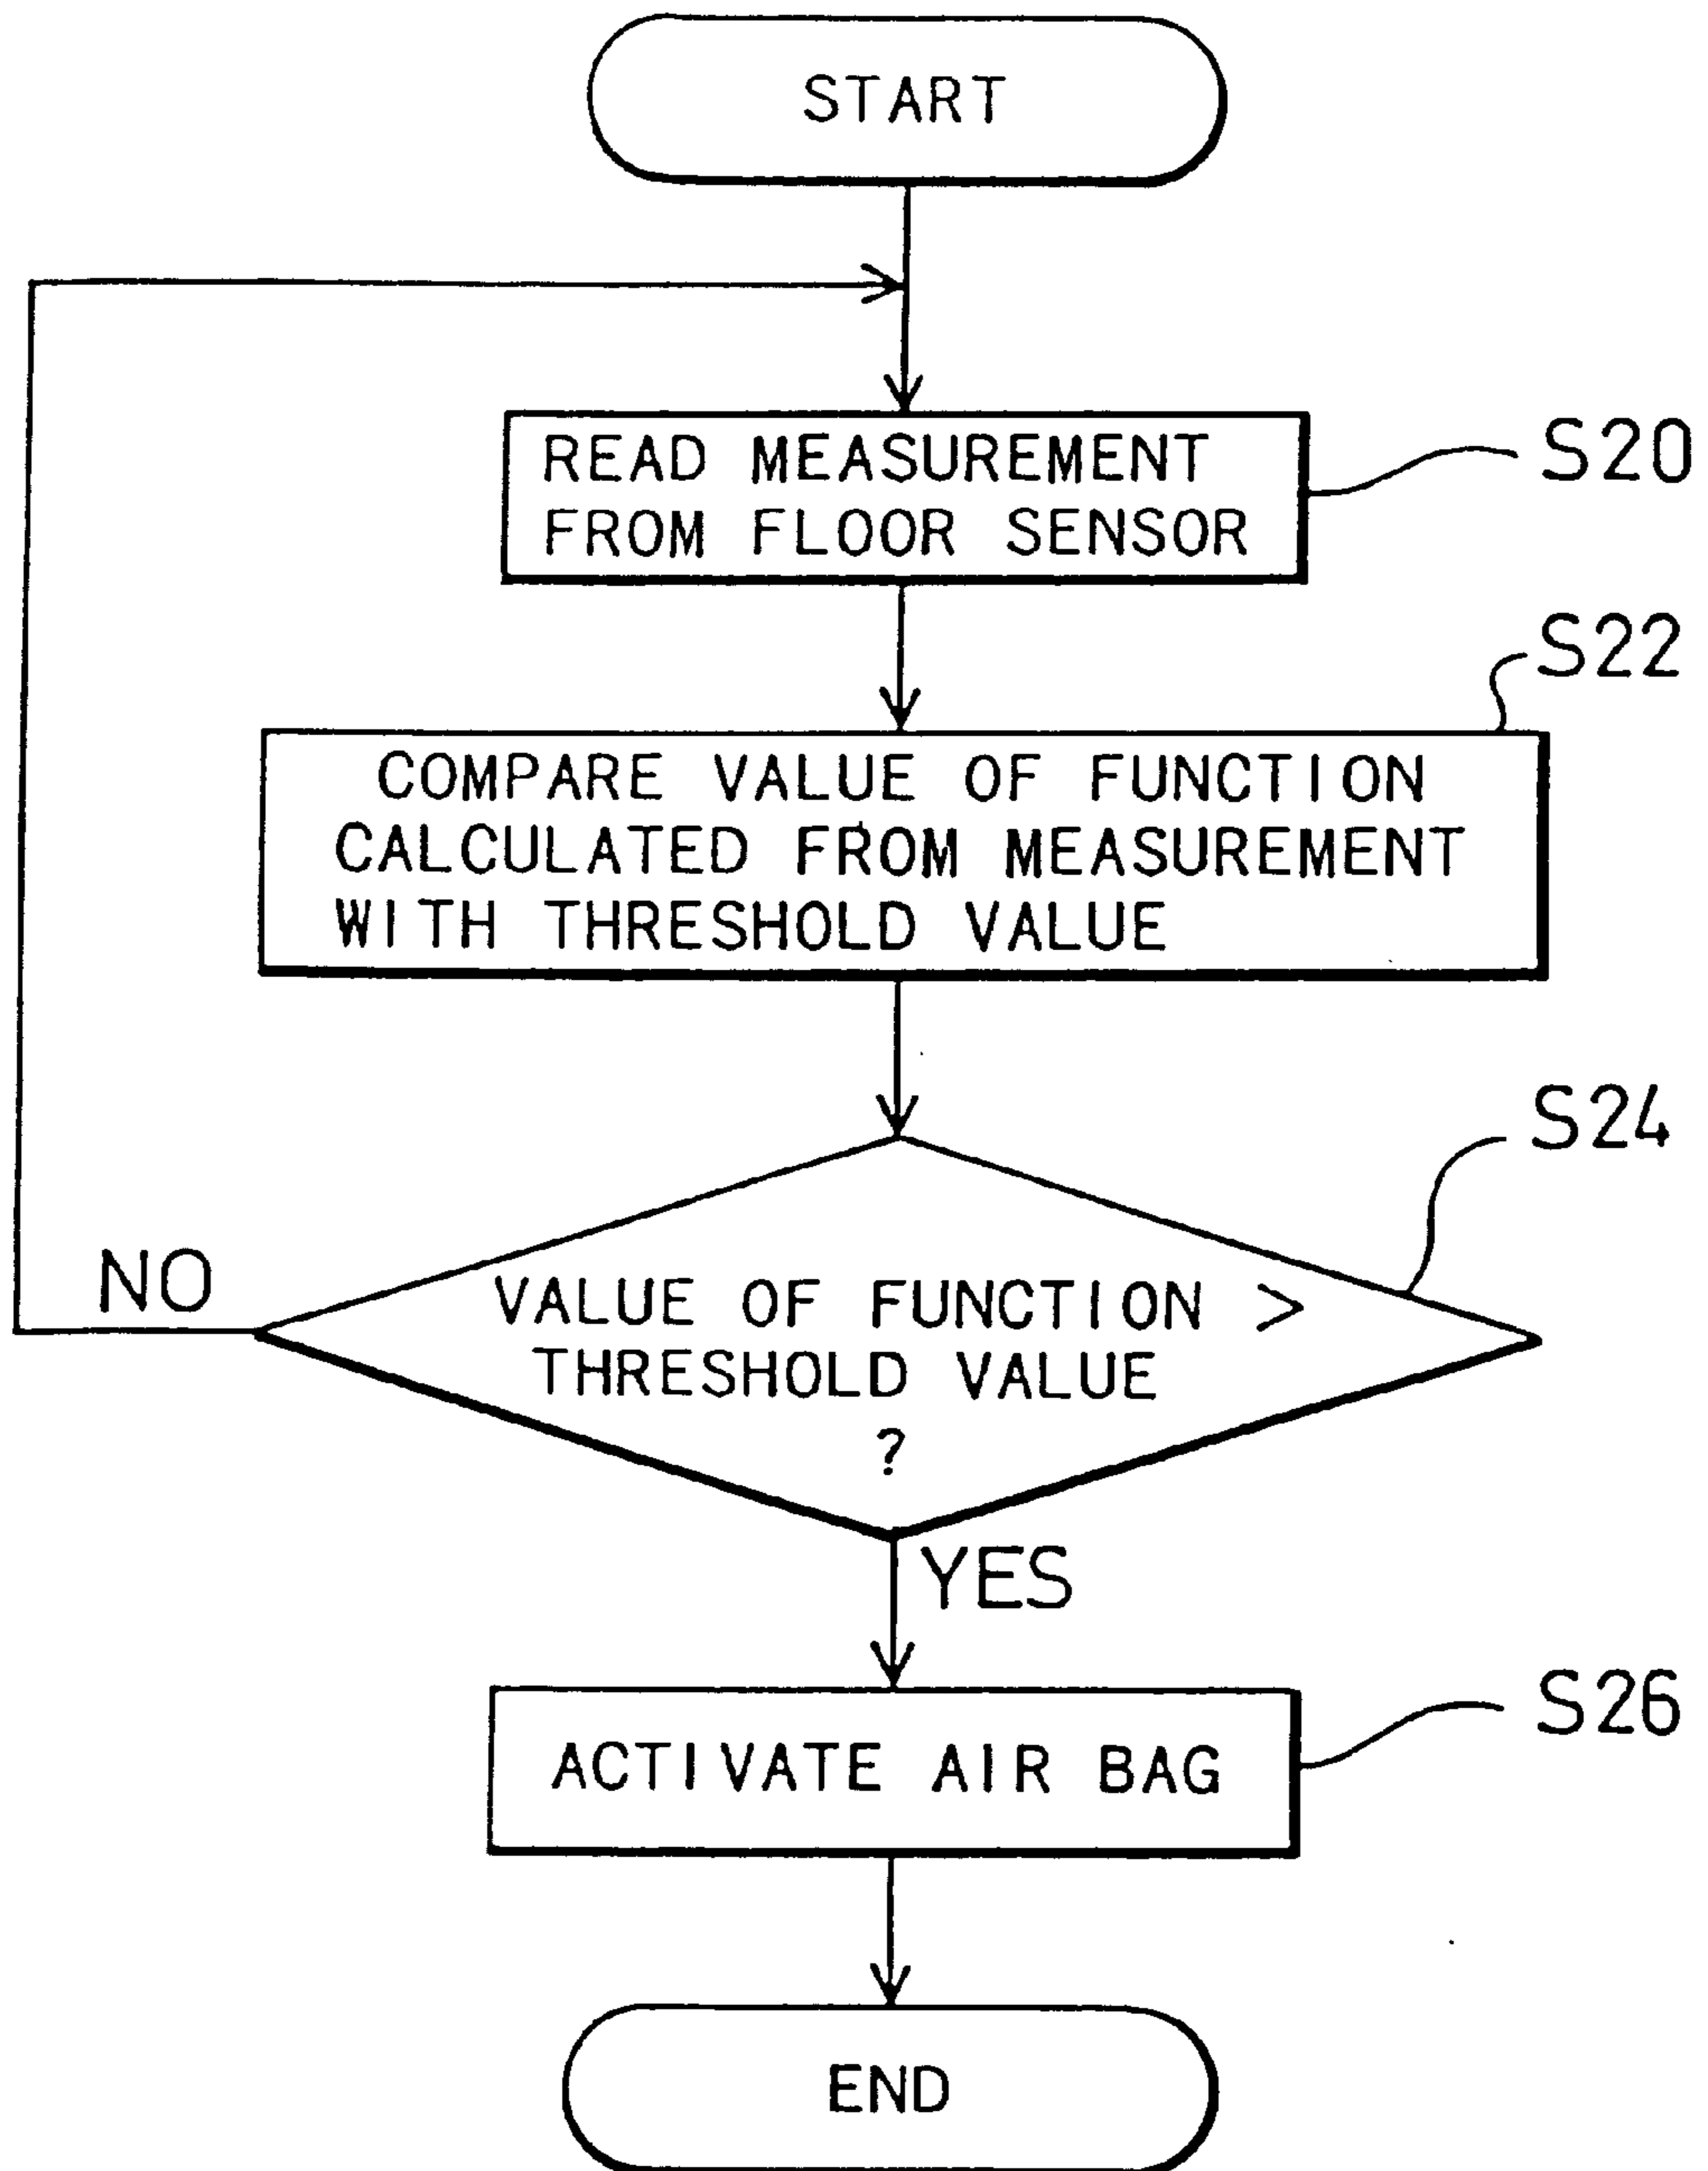 START
READ MEASUREMENT
FROM FLOOR SENSOR
S20
S22
COMPARE VALUE OF FUNCTION
CALCULATED FROM MEASUREMENT
WITH THRESHOLD VALUE
S24
NO
VALUE OF FUNCTION >
THRESHOLD VALUE
?
YES
S26
ACTIVATE AIR BAG
END